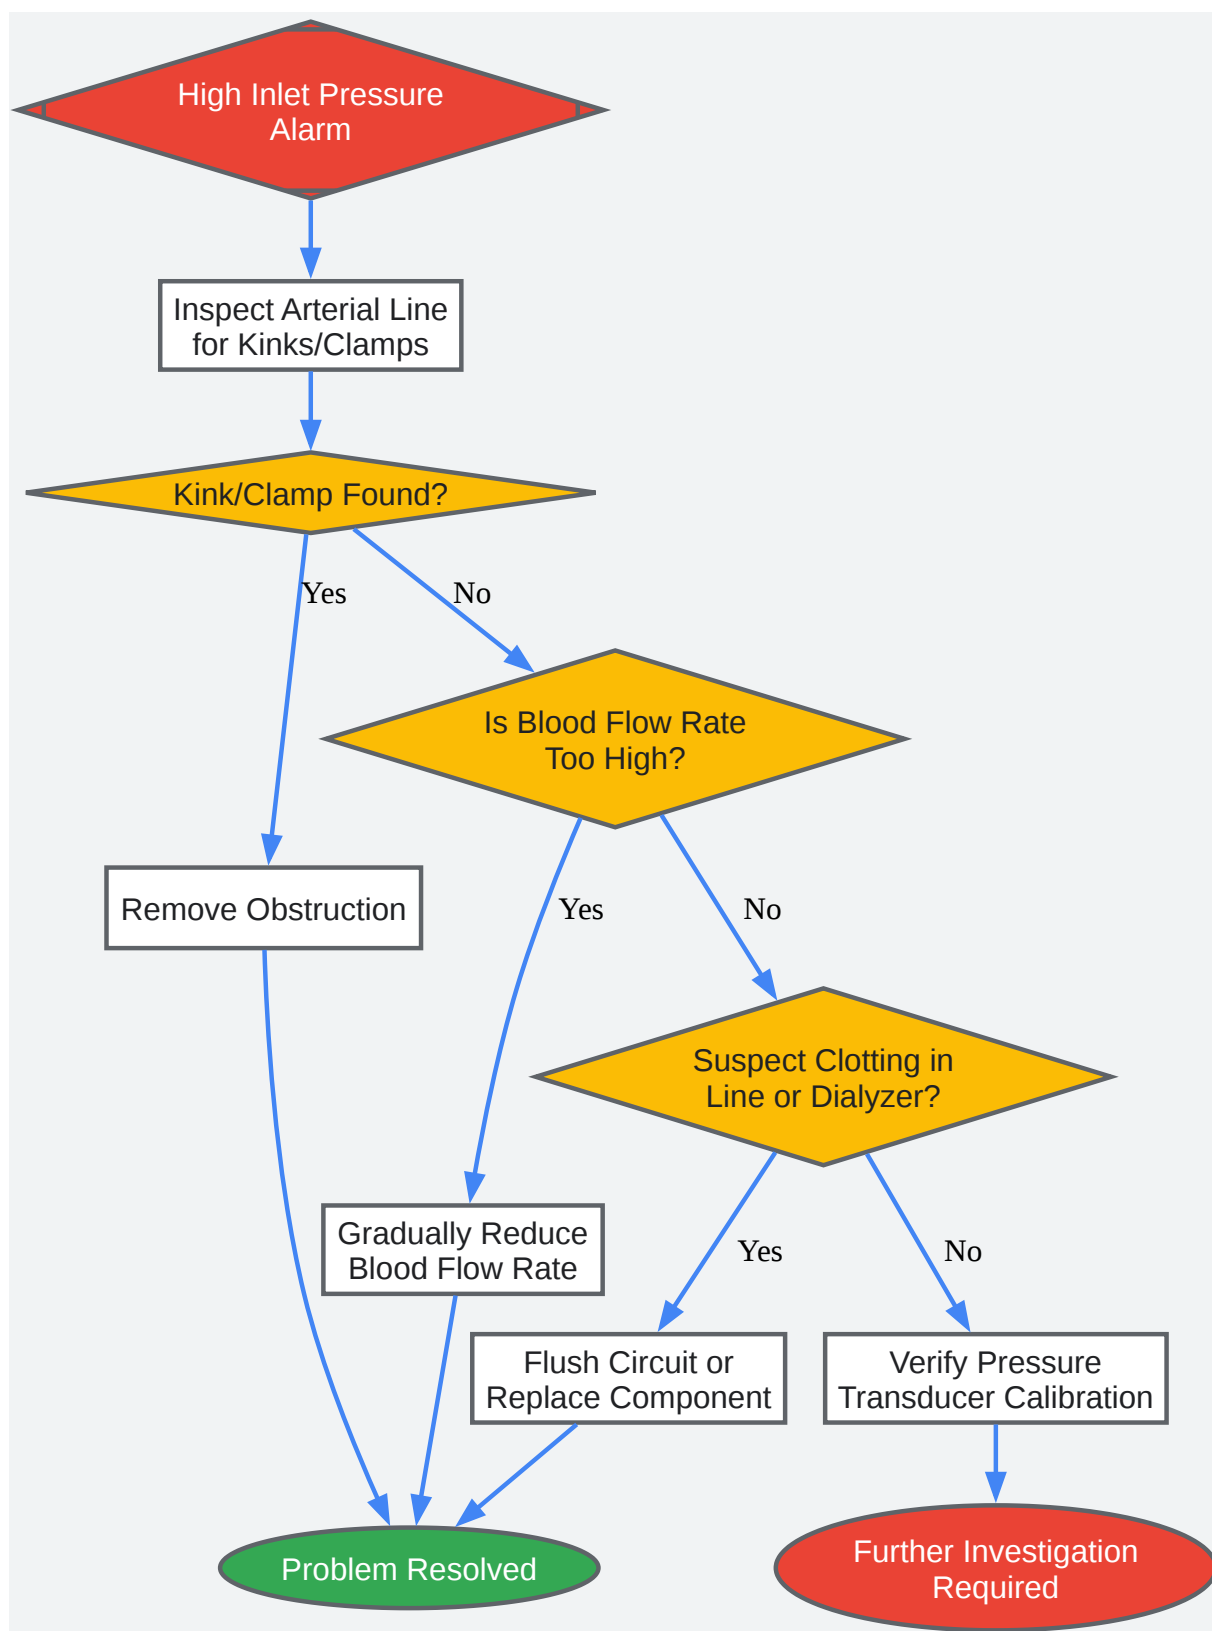 High Inlet Pressure
Alarm
Inspect Arterial Line
for Kinks/Clamps
Kink/Clamp Found?
Yes
No
Is Blood Flow Rate
Too High?
Remove Obstruction
Yes
No
Suspect Clotting in
Line or Dialyzer?
Gradually Reduce
Blood Flow Rate
Yes
No
Flush Circuit or
Replace Component
Verify Pressure
Transducer Calibration
Problem Resolved
Further Investigation
Required